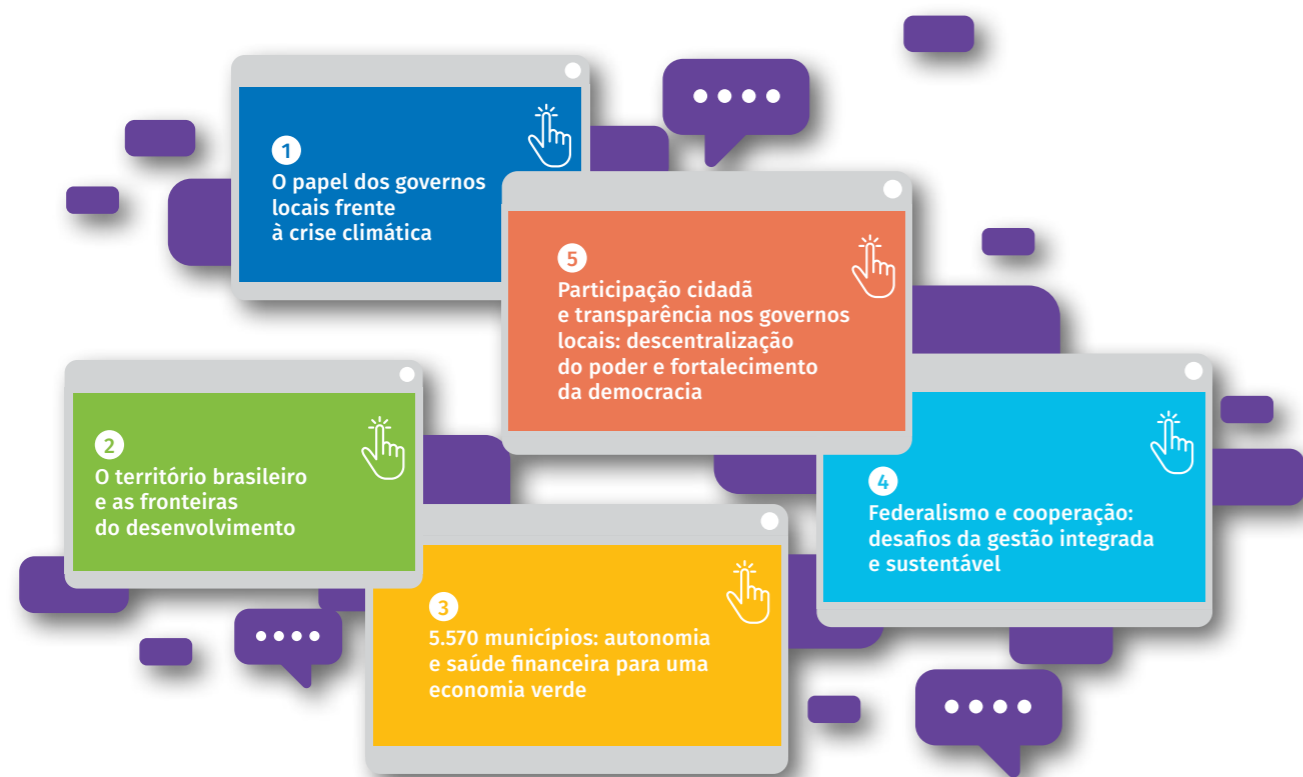 1
O papel dos governos
locais frente
à crise climática
2
O território brasileiro
e as fronteiras
do desenvolvimento
3
5.570 municípios: autonomia
e saúde financeira para uma
economia verde
4
Federalismo e cooperação:
desafios da gestão integrada
e sustentável
5
Participação cidadã
e transparência nos governos
locais: descentralização
do poder e fortalecimento
da democracia